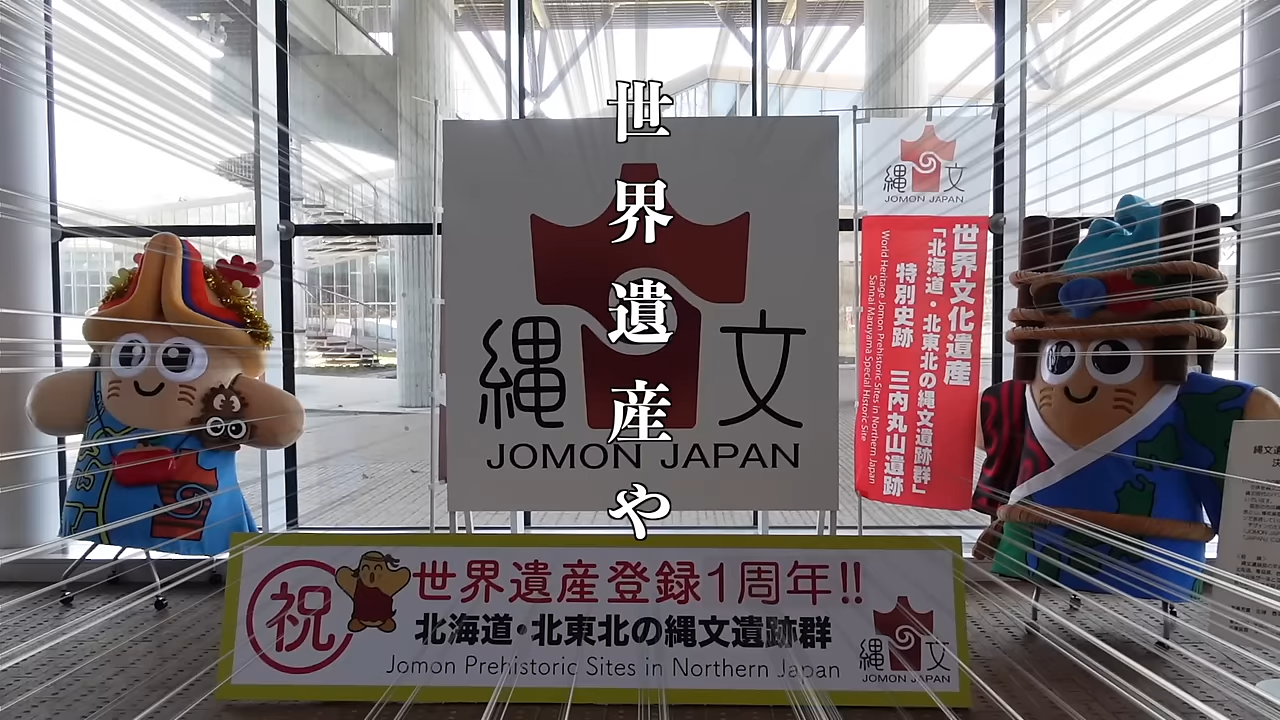 世界遺産や
縄文
JOMON JAPAN
縄文
JOMON JAPAN
世界文化遺産
「北海道・北東北の縄文遺跡群」
特別史跡 三内丸山遺跡
World Heritage Jomon Prehistoric Sites in Northern Japan
Sannai Maruyama Special Historic Site
祝
世界遺産登録1周年!!
北海道・北東北の縄文遺跡群
Jomon Prehistoric Sites in Northern Japan
縄文
JOMON JAPAN